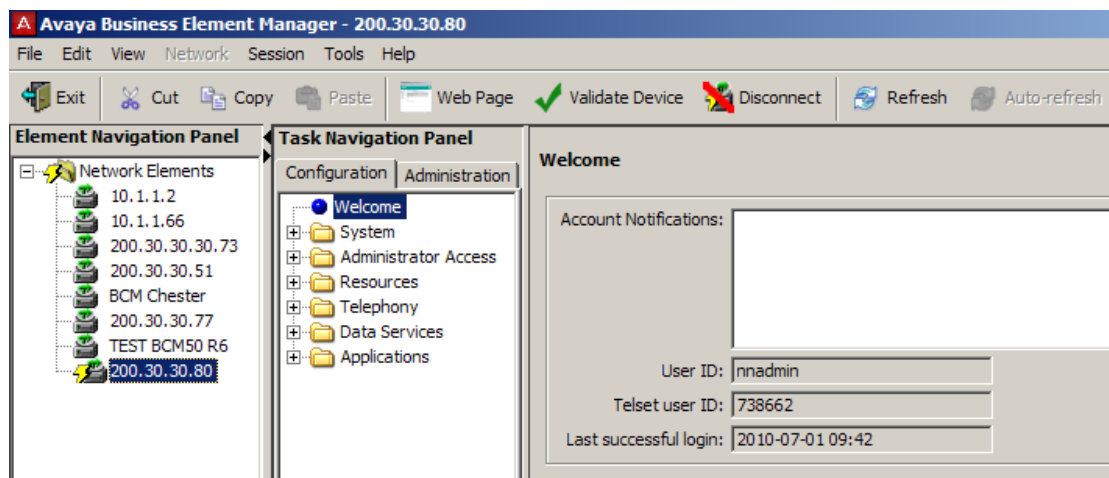 Avaya Business Element Manager - 200.30.30.80
File Edit View Network Session Tools Help
Exit Cut Copy Paste Web Page Validate Device Disconnect Refresh Auto-refresh
Element Navigation Panel
Network Elements
10.1.1.2
10.1.1.66
200.30.30.30.73
200.30.30.51
BCM Chester
200.30.30.77
TEST BCM50 R6
200.30.30.80
Task Navigation Panel
Configuration Administration
Welcome
System
Administrator Access
Resources
Telephony
Data Services
Applications
Welcome
Account Notifications:
User ID: nnadmin
Telset user ID: 738662
Last successful login: 2010-07-01 09:42